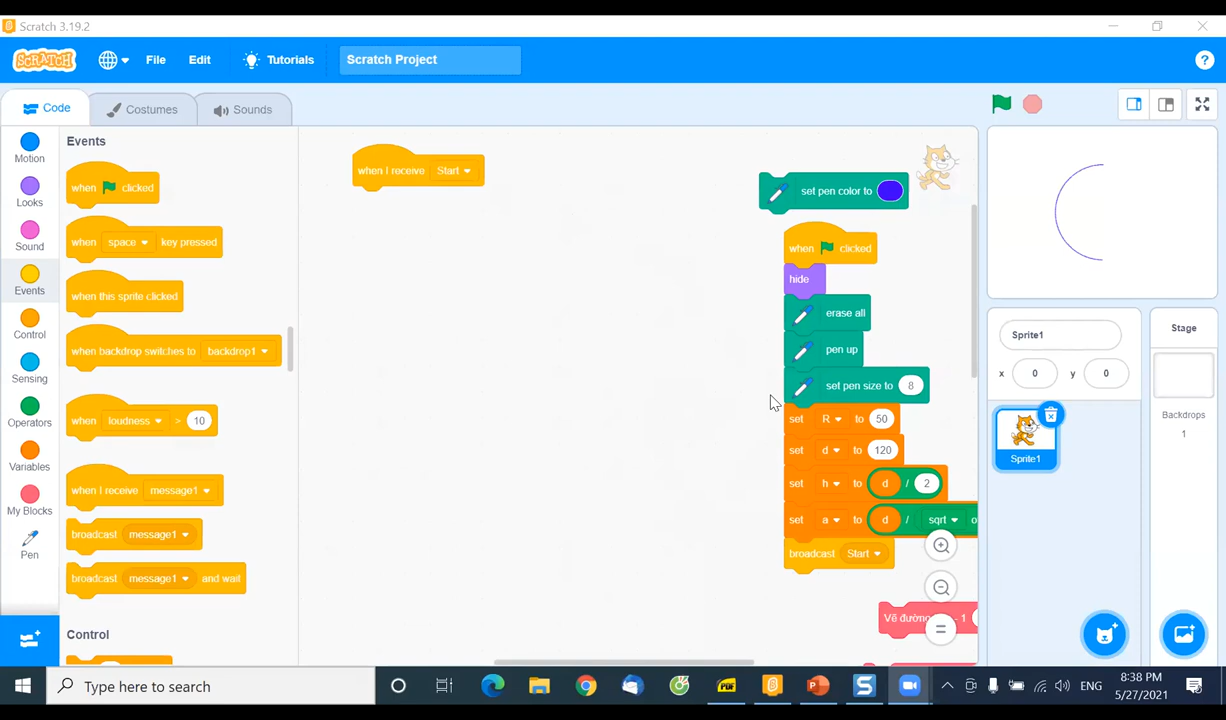 Scratch 3.19.2
SCRATCH
File
Edit
Tutorials
Scratch Project
?
Code
Costumes
Sounds
Motion
Looks
Sound
Events
Control
Sensing
Operators
Variables
My Blocks
Pen
Events
when clicked
when space key pressed
when this sprite clicked
when backdrop switches to backdrop1
when loudness > 10
when I receive message1
broadcast message1
broadcast message1 and wait
Control
when I receive Start
set pen color to
when clicked
hide
erase all
pen up
set pen size to 8
set R to 50
set d to 120
set h to d / 2
set a to d / sqrt
broadcast Start
Vẽ đường
- 1
Sprite1
x 0 y 0
Sprite1
Stage
Backdrops
1
Type here to search
PDF
ENG
8:38 PM
5/27/2021